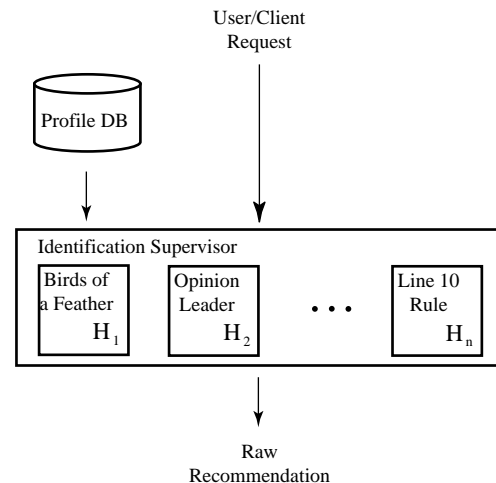 User/Client
Request
Profile DB
Identification Supervisor
Birds of
a Feather
H1
Opinion
Leader
H2
• • •
Line 10
Rule
Hn
Raw
Recommendation